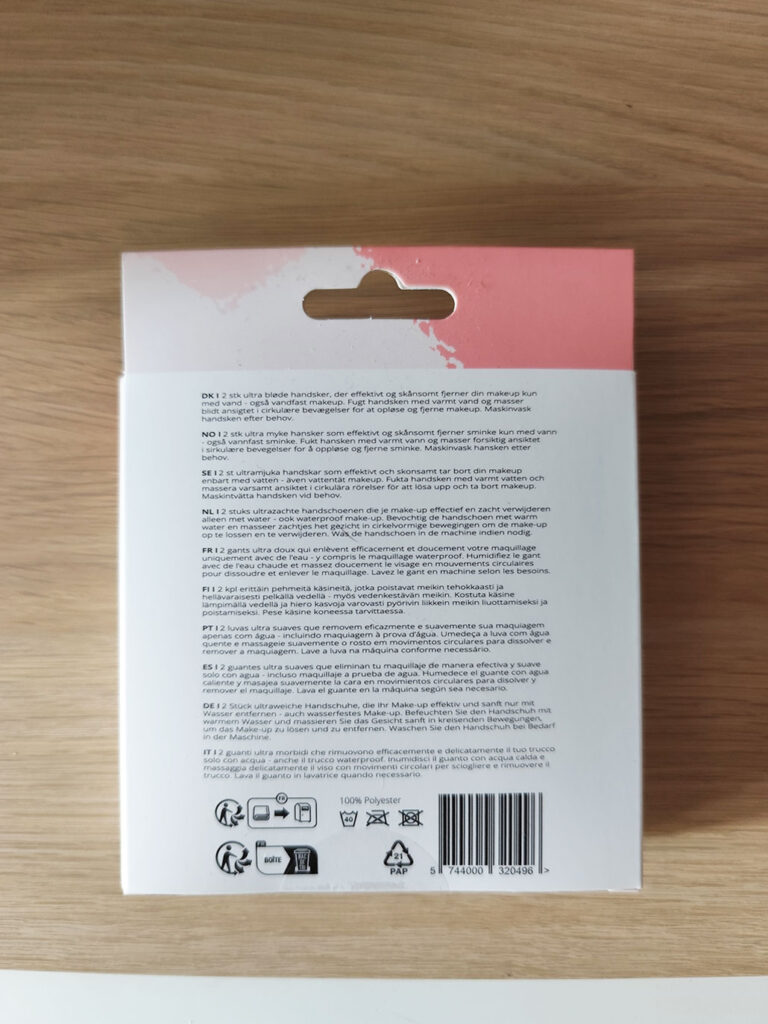 DK I 2 stk ultra bløde handsker, der effektivt og skånsomt fjerner din makeup kun
med vand - også vandfast makeup. Fugt handsken med varmt vand og masser
blidt ansigtet i cirkulære bevægelser for at opløse og fjerne makeup. Maskinvask
handsken efter behov.
NO I 2 stk ultra myke hansker som effektivt og skånsomt fjerner sminke kun med vann
- også vannfast sminke. Fukt hansken med varmt vann og masser forsiktig ansiktet
i sirkulære bevegelser for å oppløse og fjerne sminke. Maskinvask hansken etter
behov.
SE I 2 st ultramjuka handskar som effektivt och skonsamt tar bort din makeup
enbart med vatten - även vattentät makeup. Fukta handsken med varmt vatten och
massera varsamt ansiktet i cirkulära rörelser för att lösa upp och ta bort makeup.
Maskintvätta handsken vid behov.
NL I 2 stuks ultrazachte handschoenen die je make-up effectief en zacht verwijderen
alleen met water - ook waterproof make-up. Bevochtig de handschoen met warm
water en masseer zachtjes het gezicht in cirkelvormige bewegingen om de make-up
op te lossen en te verwijderen. Was de handschoen in de machine indien nodig.
FR I 2 gants ultra doux qui enlèvent efficacement et doucement votre maquillage
uniquement avec de l'eau - y compris le maquillage waterproof. Humidifiez le gant
avec de l'eau chaude et massez doucement le visage en mouvements circulaires
pour dissoudre et enlever le maquillage. Lavez le gant en machine selon les besoins.
FI I 2 kpl erittäin pehmeitä käsineitä, jotka poistavat meikin tehokkaasti ja
hellävaraisesti pelkällä vedellä - myös vedenkestävän meikin. Kostuta käsine
lämpimällä vedellä ja hiero kasvoja varovasti pyörivin liikkein meikin liuottamiseksi ja
poistamiseksi. Pese käsine koneessa tarvittaessa.
PT I 2 luvas ultra suaves que removem eficazmente e suavemente sua maquiagem
apenas com água - incluindo maquiagem à prova d'água. Umedeça a luva com água
quente e massageie suavemente o rosto em movimentos circulares para dissolver e
remover a maquiagem. Lave a luva na máquina conforme necessário.
ES I 2 guantes ultra suaves que eliminan tu maquillaje de manera efectiva y suave
solo con agua - incluso maquillaje a prueba de agua. Humedece el guante con agua
caliente y masajea suavemente la cara en movimientos circulares para disolver y
remover el maquillaje. Lava el guante en la máquina según sea necesario.
DE I 2 Stück ultraweiche Handschuhe, die Ihr Make-up effektiv und sanft nur mit
Wasser entfernen - auch wasserfestes Make-up. Befeuchten Sie den Handschuh mit
warmem Wasser und massieren Sie das Gesicht sanft in kreisenden Bewegungen,
um das Make-up zu lösen und zu entfernen. Waschen Sie den Handschuh bei Bedarf
in der Maschine.
IT I 2 guanti ultra morbidi che rimuovono efficacemente e delicatamente il tuo trucco
solo con acqua - anche il trucco waterproof. Inumidisci il guanto con acqua calda e
massaggia delicatamente il viso con movimenti circolari per sciogliere e rimuovere il
trucco. Lava il guanto in lavatrice quando necessario.
FR
100% Polyester
40
BOÎTE
BAC DE TRI
21
PAP
5 744000 320496 >